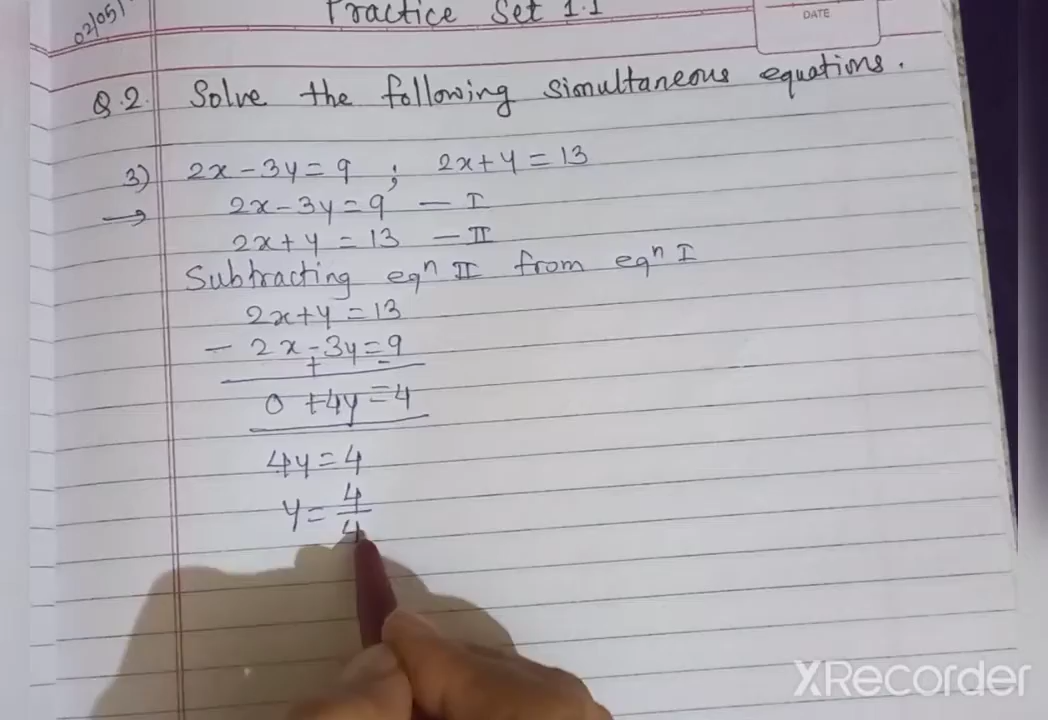 02/05/
Practice Set 1.1
DATE
Q.2. Solve the following simultaneous equations.
3) 2x - 3y = 9 ; 2x + y = 13
→ 2x - 3y = 9 — I
2x + y = 13 — II
Subtracting eqⁿ II from eqⁿ I
2x + y = 13
- 2x - 3y = 9
+ -
0 + 4y = 4
4y = 4
y = 4/4
XRecorder